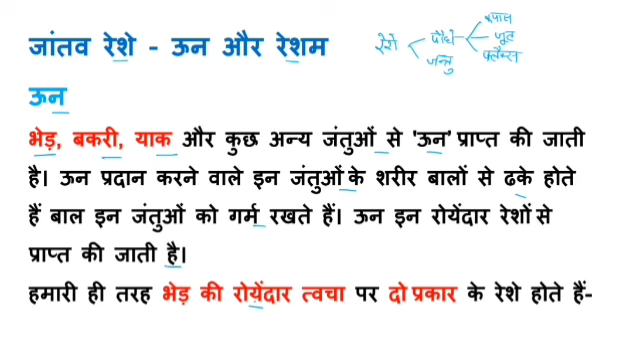 जांतव रेशे - ऊन और रेशम
रेशे
पौधे
जन्तु
कपास
जूट
फ्लैक्स
ऊन
भेड़, बकरी, याक और कुछ अन्य जंतुओं से 'ऊन' प्राप्त की जाती
है। ऊन प्रदान करने वाले इन जंतुओं के शरीर बालों से ढके होते
हैं बाल इन जंतुओं को गर्म रखते हैं। ऊन इन रोयेंदार रेशों से
प्राप्त की जाती है।
हमारी ही तरह भेड़ की रोयेंदार त्वचा पर दो प्रकार के रेशे होते हैं-